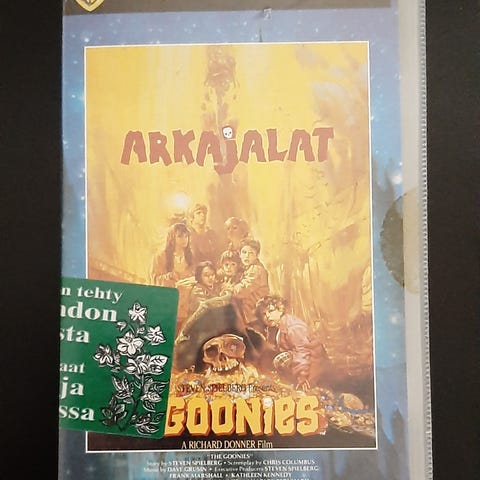 ARKAJALAT
n tehty
don
sta
aat
ja
ssa
STEVEN SPIELBERG Presents
GOONIES
A RICHARD DONNER Film
"THE GOONIES"
Story by STEVEN SPIELBERG • Screenplay by CHRIS COLUMBUS
Music by DAVE GRUSIN • Executive Producers STEVEN SPIELBERG
FRANK MARSHALL • KATHLEEN KENNEDY